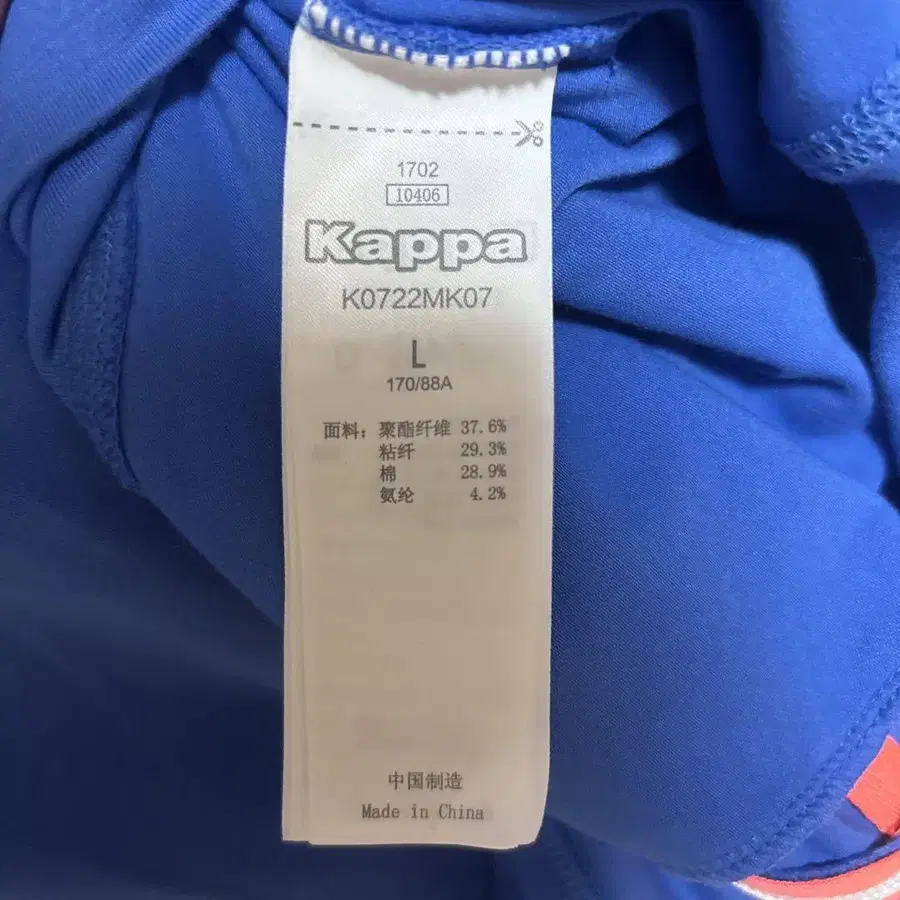 1702
10406
Kappa
K0722MK07
L
170/88A
面料: 聚酯纤维 37.6%
粘纤 29.3%
棉 28.9%
氨纶 4.2%
中国制造
Made in China